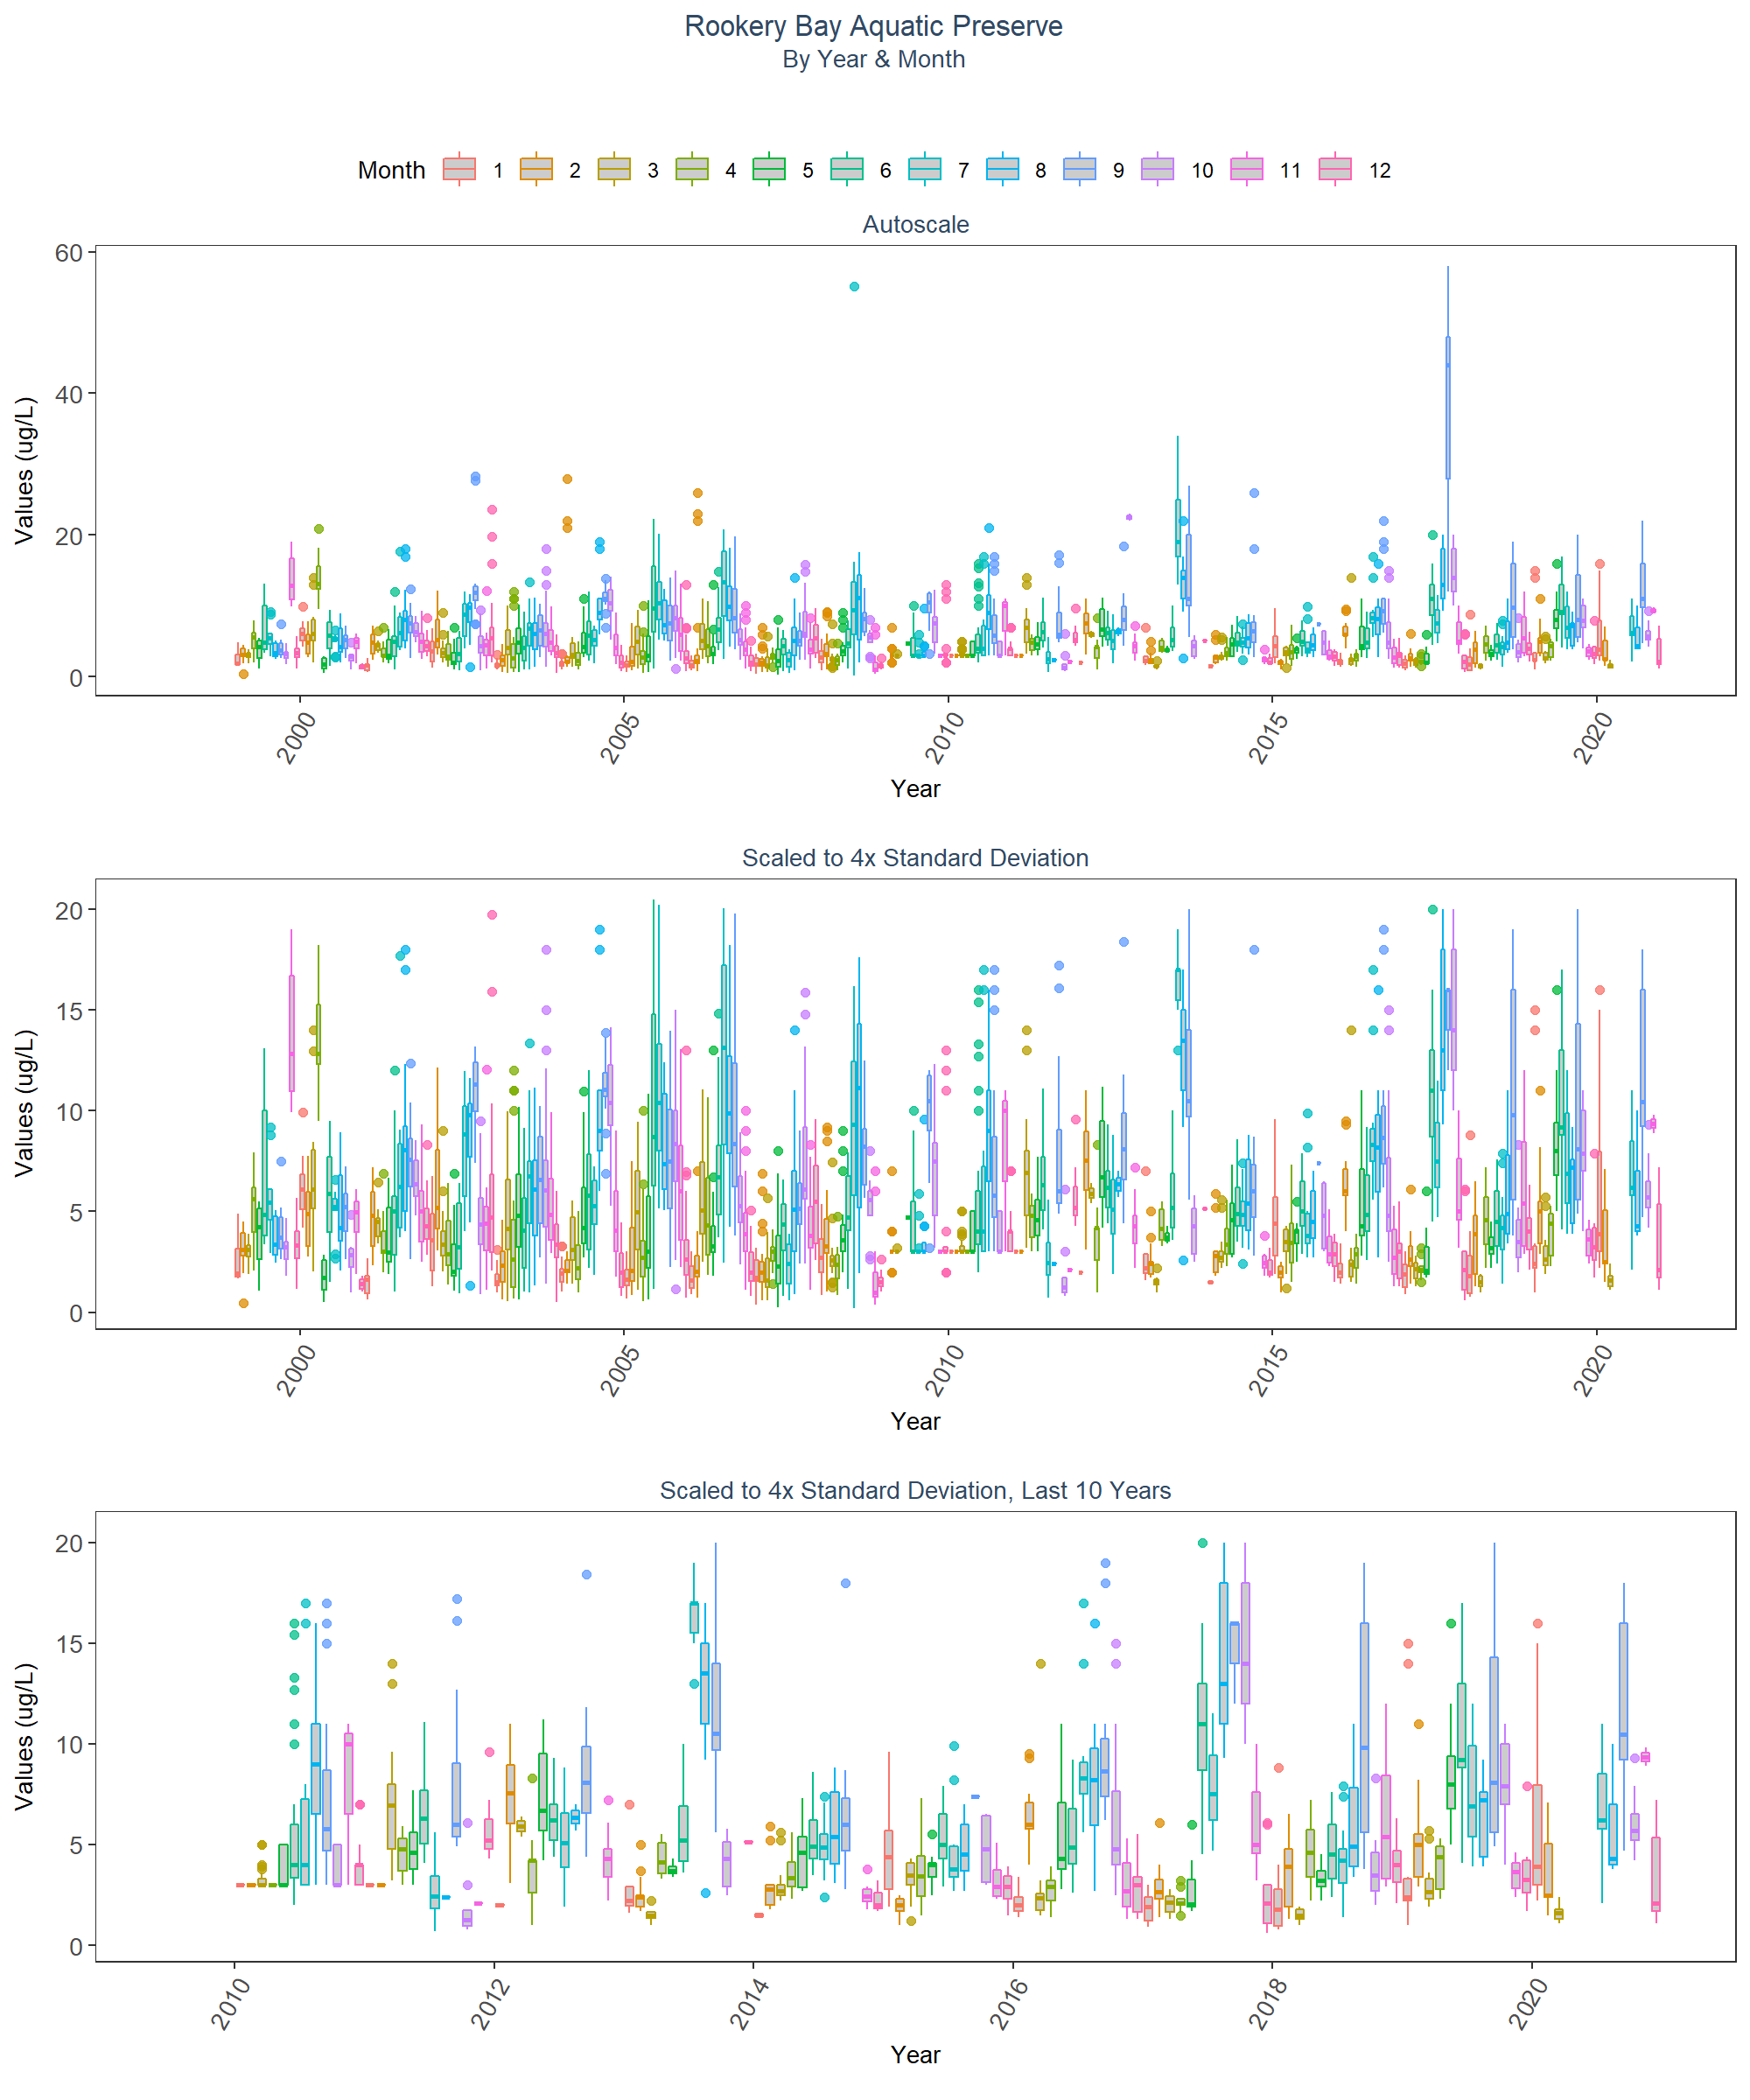 Rookery Bay Aquatic Preserve
By Year & Month
Month 1 2 3 4 5 6 7 8 9 10 11 12
Autoscale
Values (ug/L)
60
40
20
0
2000 2005 2010 2015 2020
Year
Scaled to 4x Standard Deviation
Values (ug/L)
20
15
10
5
0
2000 2005 2010 2015 2020
Year
Scaled to 4x Standard Deviation, Last 10 Years
Values (ug/L)
20
15
10
5
0
2010 2012 2014 2016 2018 2020
Year